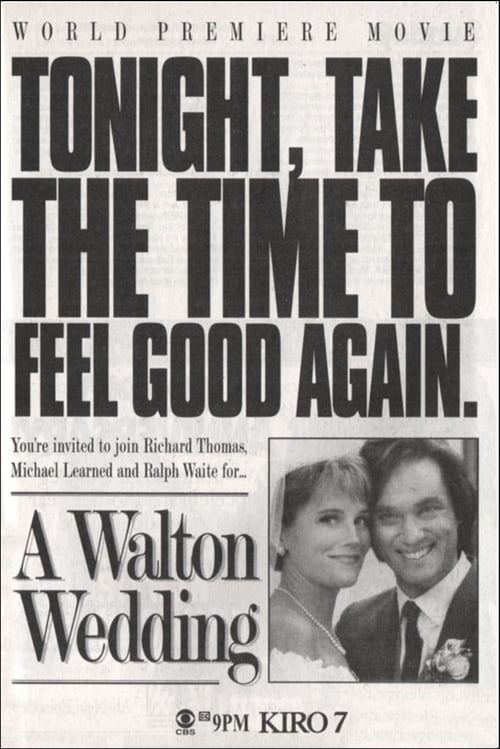 WORLD PREMIERE MOVIE
TONIGHT, TAKE
THE TIME TO
FEEL GOOD AGAIN.
You're invited to join Richard Thomas,
Michael Learned and Ralph Waite for...
A Walton
Wedding
CBS 9PM KIRO 7